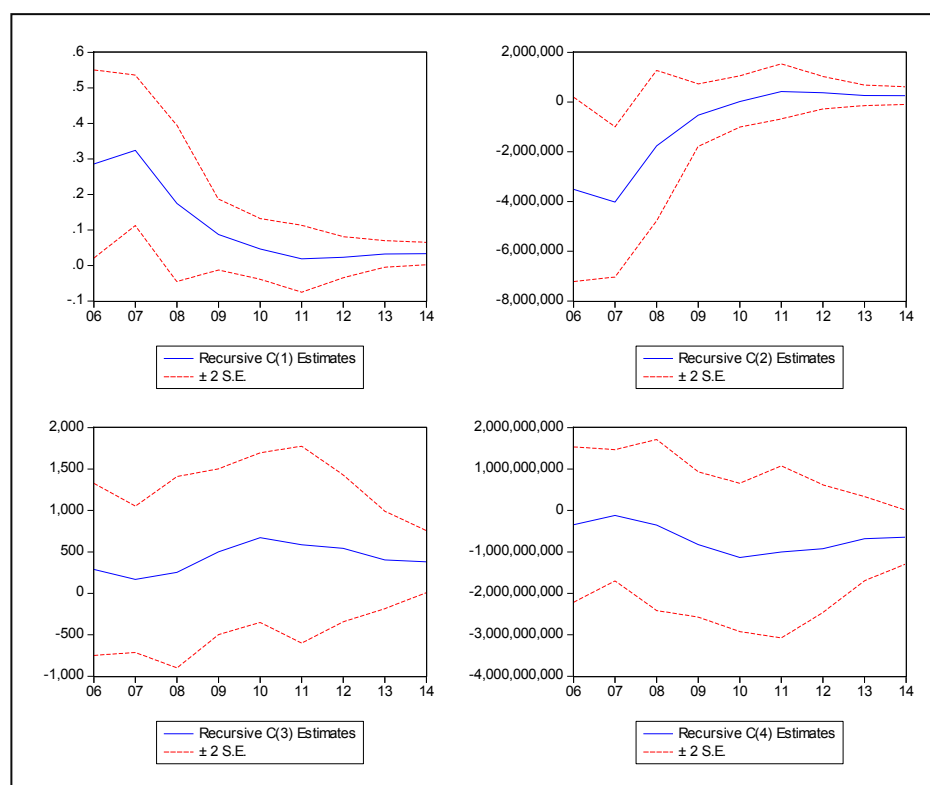 .6
.5
.4
.3
.2
.1
.0
-.1
06 07 08 09 10 11 12 13 14
Recursive C(1) Estimates
± 2 S.E.
2,000,000
0
-2,000,000
-4,000,000
-6,000,000
-8,000,000
06 07 08 09 10 11 12 13 14
Recursive C(2) Estimates
± 2 S.E.
2,000
1,500
1,000
500
0
-500
-1,000
06 07 08 09 10 11 12 13 14
Recursive C(3) Estimates
± 2 S.E.
2,000,000,000
1,000,000,000
0
-1,000,000,000
-2,000,000,000
-3,000,000,000
-4,000,000,000
06 07 08 09 10 11 12 13 14
Recursive C(4) Estimates
± 2 S.E.